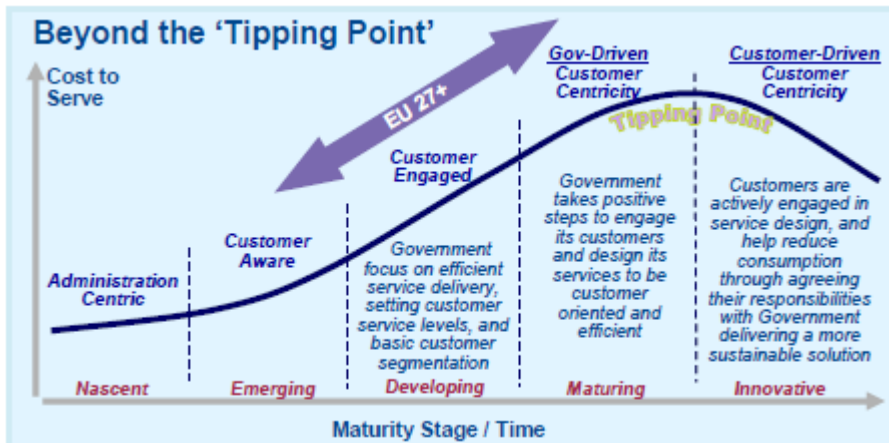 Beyond the 'Tipping Point'
Cost to
Serve
EU 27+
Gov-Driven
Customer
Centricity
Customer-Driven
Customer
Centricity
Tipping Point
Customer
Engaged
Customer
Aware
Administration
Centric
Government
focus on efficient
service delivery,
setting customer
service levels, and
basic customer
segmentation
Government
takes positive
steps to engage
its customers
and design its
services to be
customer
oriented and
efficient
Customers are
actively engaged in
service design, and
help reduce
consumption
through agreeing
their responsibilities
with Government
delivering a more
sustainable solution
Nascent
Emerging
Developing
Maturing
Innovative
Maturity Stage / Time